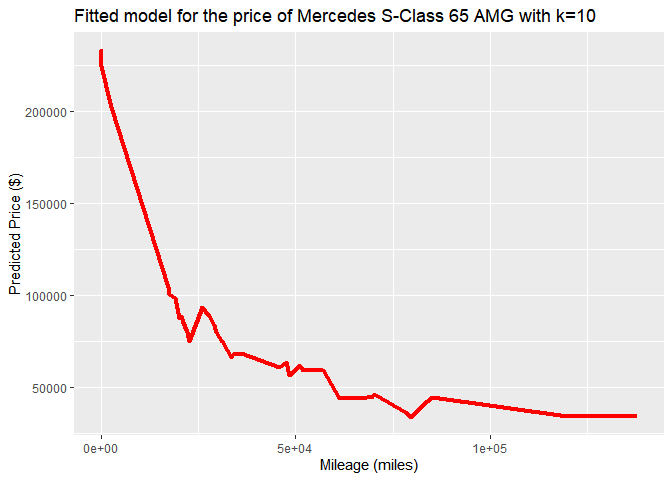 Fitted model for the price of Mercedes S-Class 65 AMG with k=10
Predicted Price ($)
200000
150000
100000
50000
0e+00
5e+04
1e+05
Mileage (miles)